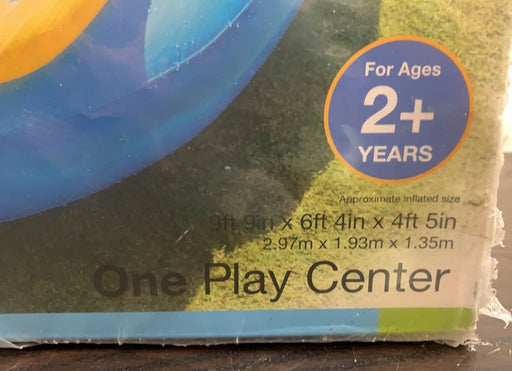 For Ages
2+
YEARS
Approximate inflated size
9ft 9in x 6ft 4in x 4ft 5in
2.97m x 1.93m x 1.35m
One Play Center